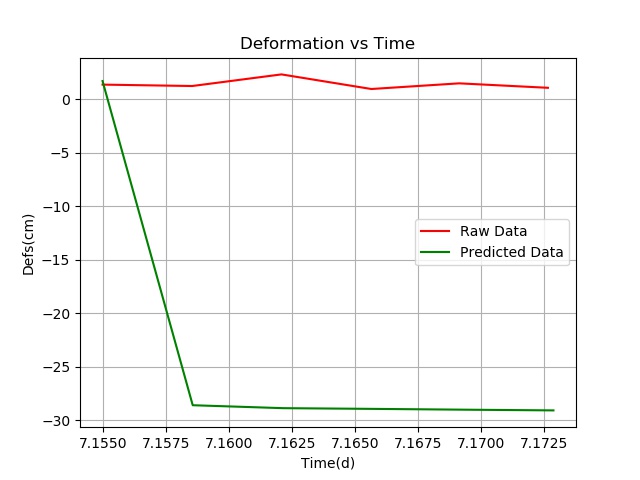 Deformation vs Time
Defs(cm)
0
−5
−10
−15
−20
−25
−30
Raw Data
Predicted Data
7.1550 7.1575 7.1600 7.1625 7.1650 7.1675 7.1700 7.1725
Time(d)